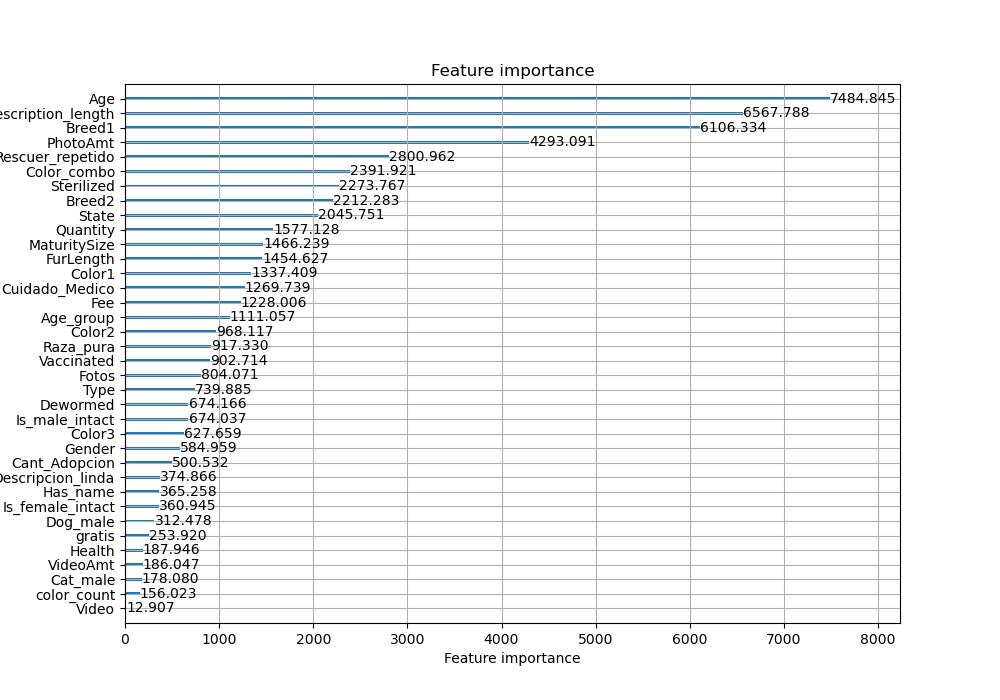 Feature importance
Age 7484.845
escription_length 6567.788
Breed1 6106.334
PhotoAmt 4293.091
Rescuer_repetido 2800.962
Color_combo 2391.921
Sterilized 2273.767
Breed2 2212.283
State 2045.751
Quantity 1577.128
MaturitySize 1466.239
FurLength 1454.627
Color1 1337.409
Cuidado_Medico 1269.739
Fee 1228.006
Age_group 1111.057
Color2 968.117
Raza_pura 917.330
Vaccinated 902.714
Fotos 804.071
Type 739.885
Dewormed 674.166
Is_male_intact 674.037
Color3 627.659
Gender 584.959
Cant_Adopcion 500.532
Descripcion_linda 374.866
Has_name 365.258
Is_female_intact 360.945
Dog_male 312.478
gratis 253.920
Health 187.946
VideoAmt 186.047
Cat_male 178.080
color_count 156.023
Video 12.907
0 1000 2000 3000 4000 5000 6000 7000 8000
Feature importance